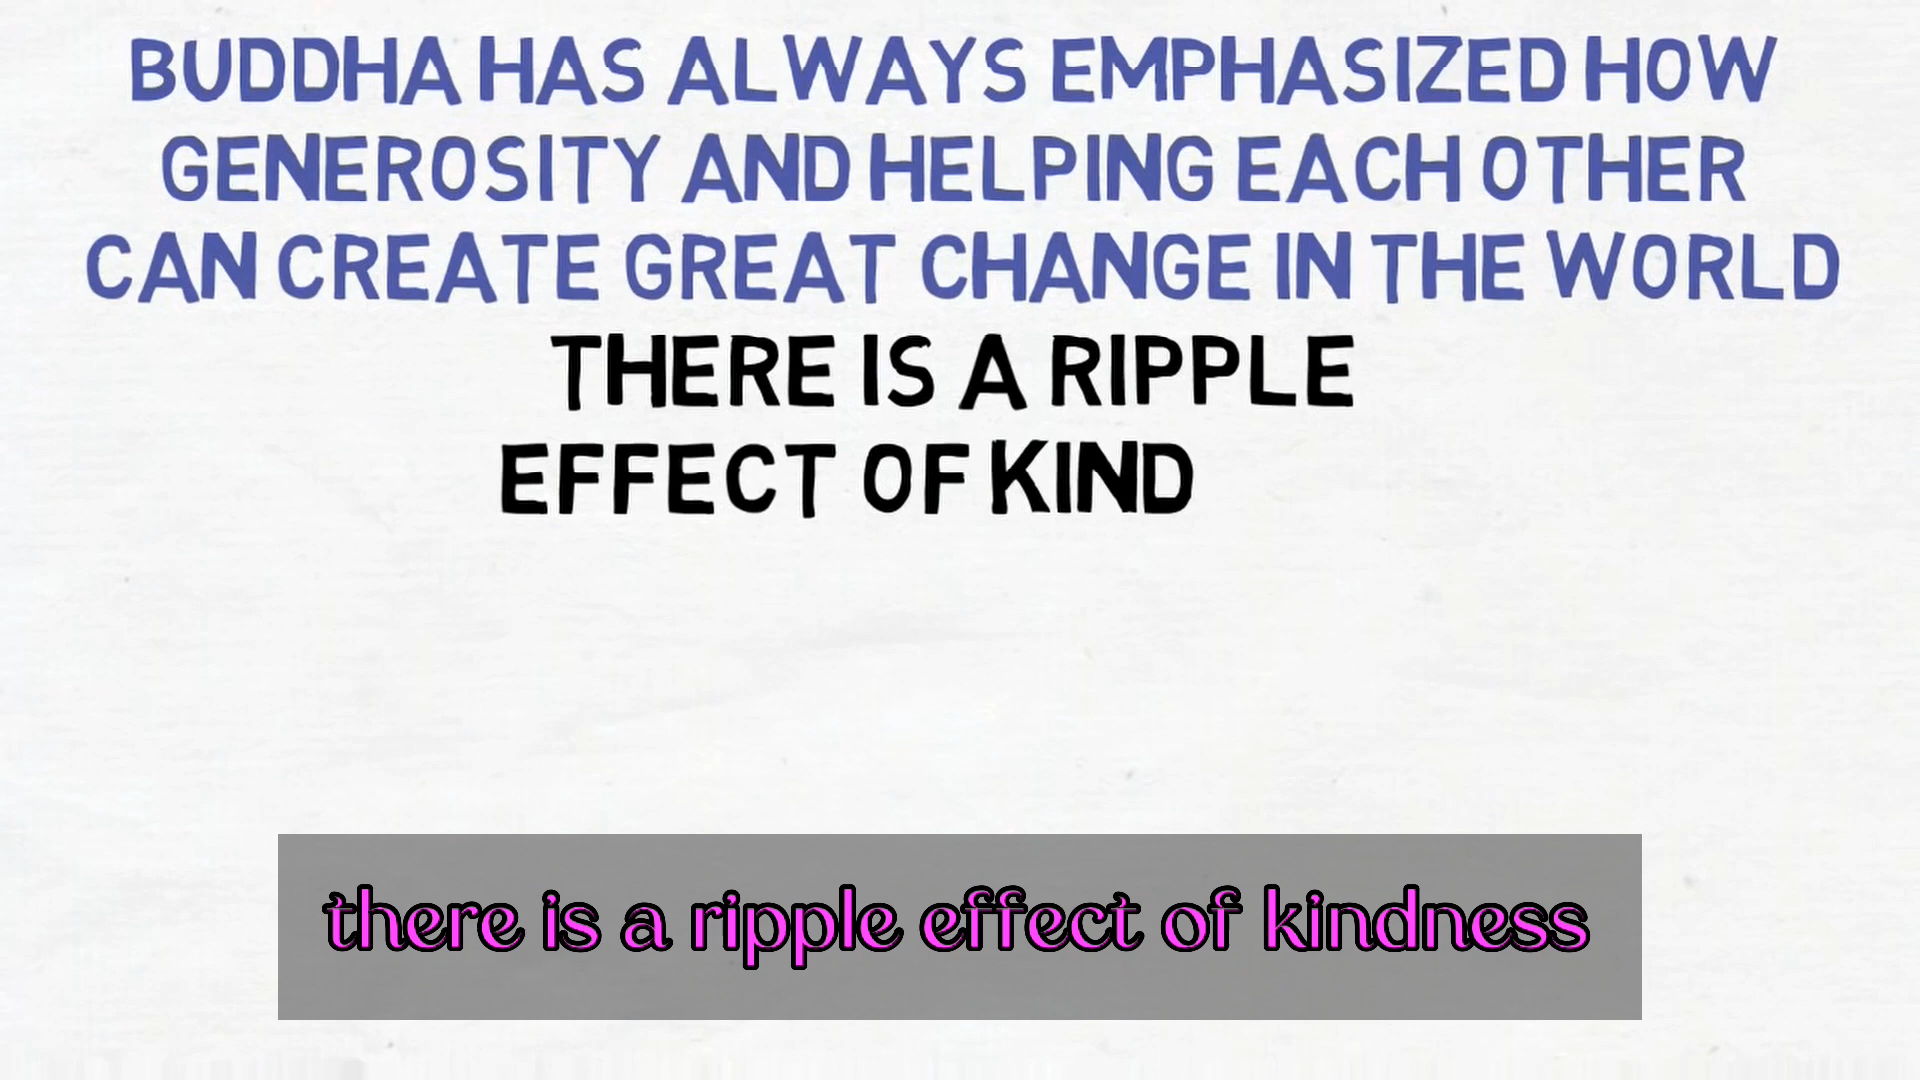 BUDDHA HAS ALWAYS EMPHASIZED HOW
GENEROSITY AND HELPING EACH OTHER
CAN CREATE GREAT CHANGE IN THE WORLD
THERE IS A RIPPLE
EFFECT OF KIND
there is a ripple effect of kindness